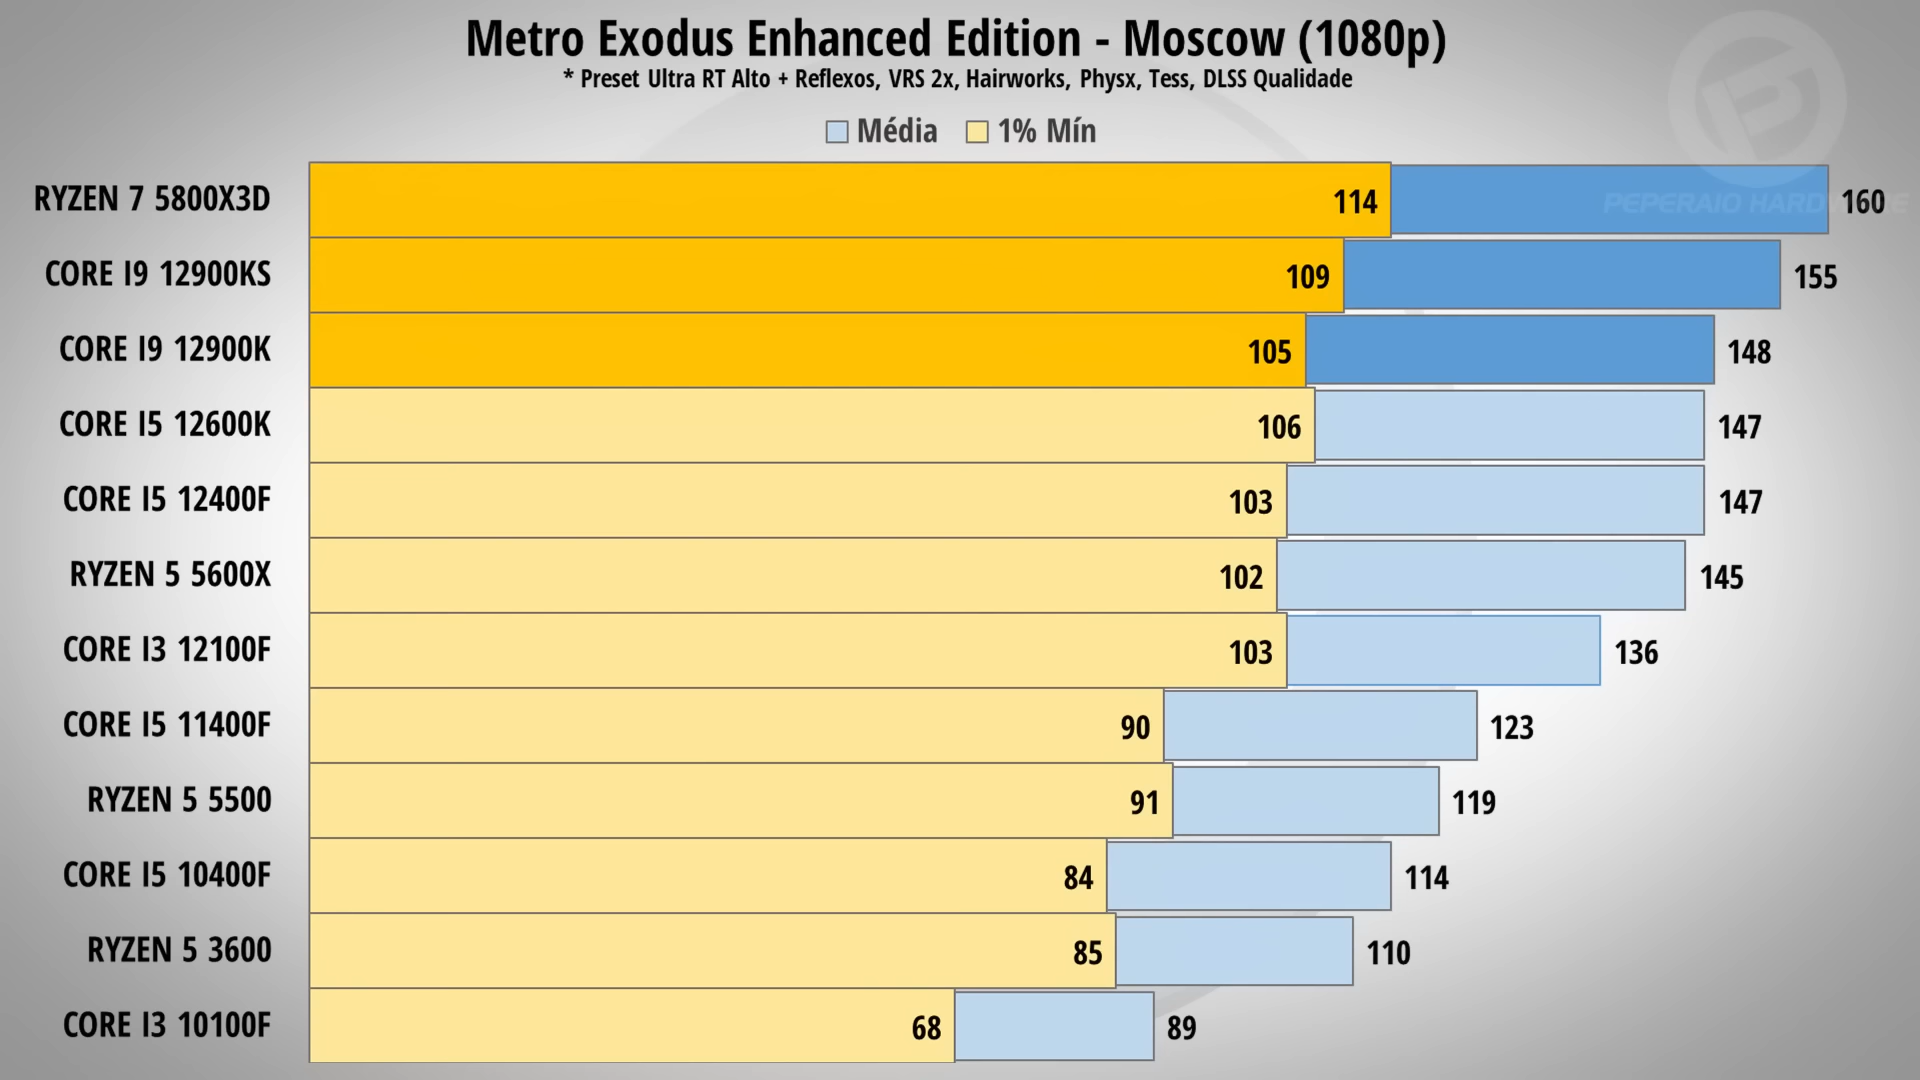 Metro Exodus Enhanced Edition - Moscow (1080p)
* Preset Ultra RT Alto + Reflexos, VRS 2x, Hairworks, Physx, Tess, DLSS Qualidade
Média 1% Mín
RYZEN 7 5800X3D 114 160
PEPERAIO HARDWARE
CORE I9 12900KS 109 155
CORE I9 12900K 105 148
CORE I5 12600K 106 147
CORE I5 12400F 103 147
RYZEN 5 5600X 102 145
CORE I3 12100F 103 136
CORE I5 11400F 90 123
RYZEN 5 5500 91 119
CORE I5 10400F 84 114
RYZEN 5 3600 85 110
CORE I3 10100F 68 89